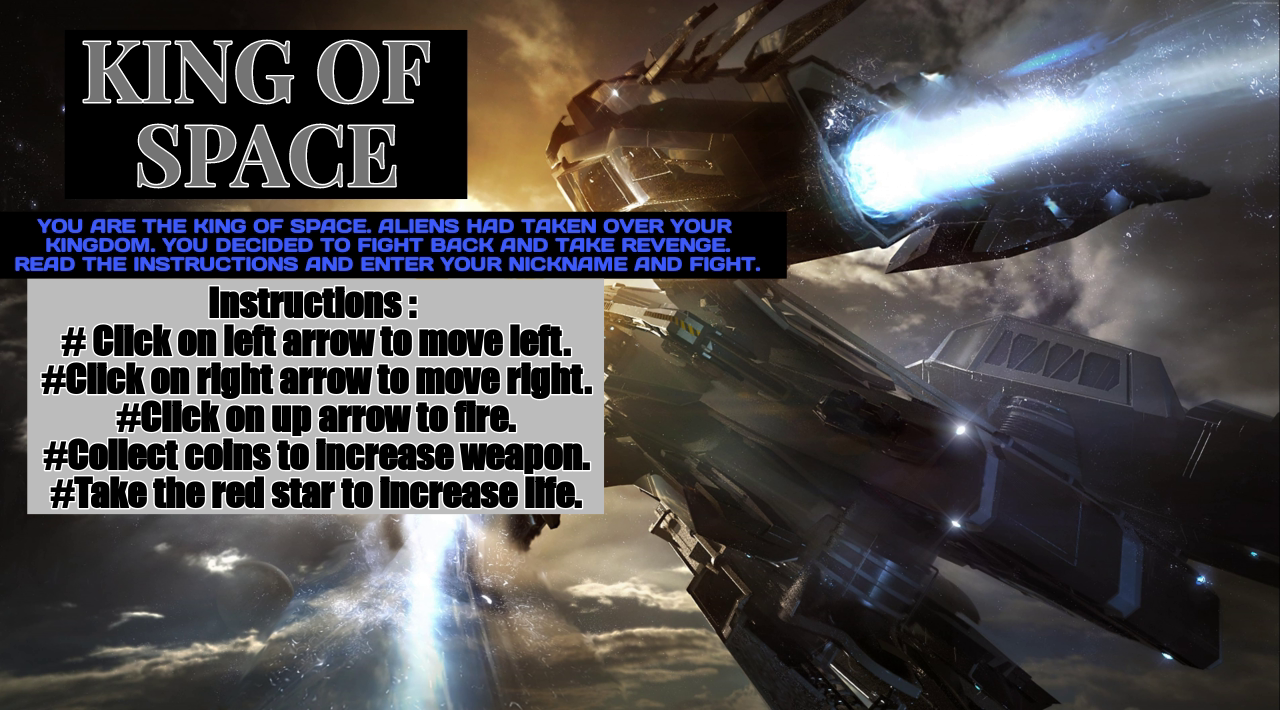 KING OF
SPACE
YOU ARE THE KING OF SPACE. ALIENS HAD TAKEN OVER YOUR
KINGDOM. YOU DECIDED TO FIGHT BACK AND TAKE REVENGE.
READ THE INSTRUCTIONS AND ENTER YOUR NICKNAME AND FIGHT.
Instructions :
# Click on left arrow to move left.
#Click on right arrow to move right.
#Click on up arrow to fire.
#Collect coins to increase weapon.
#Take the red star to increase life.